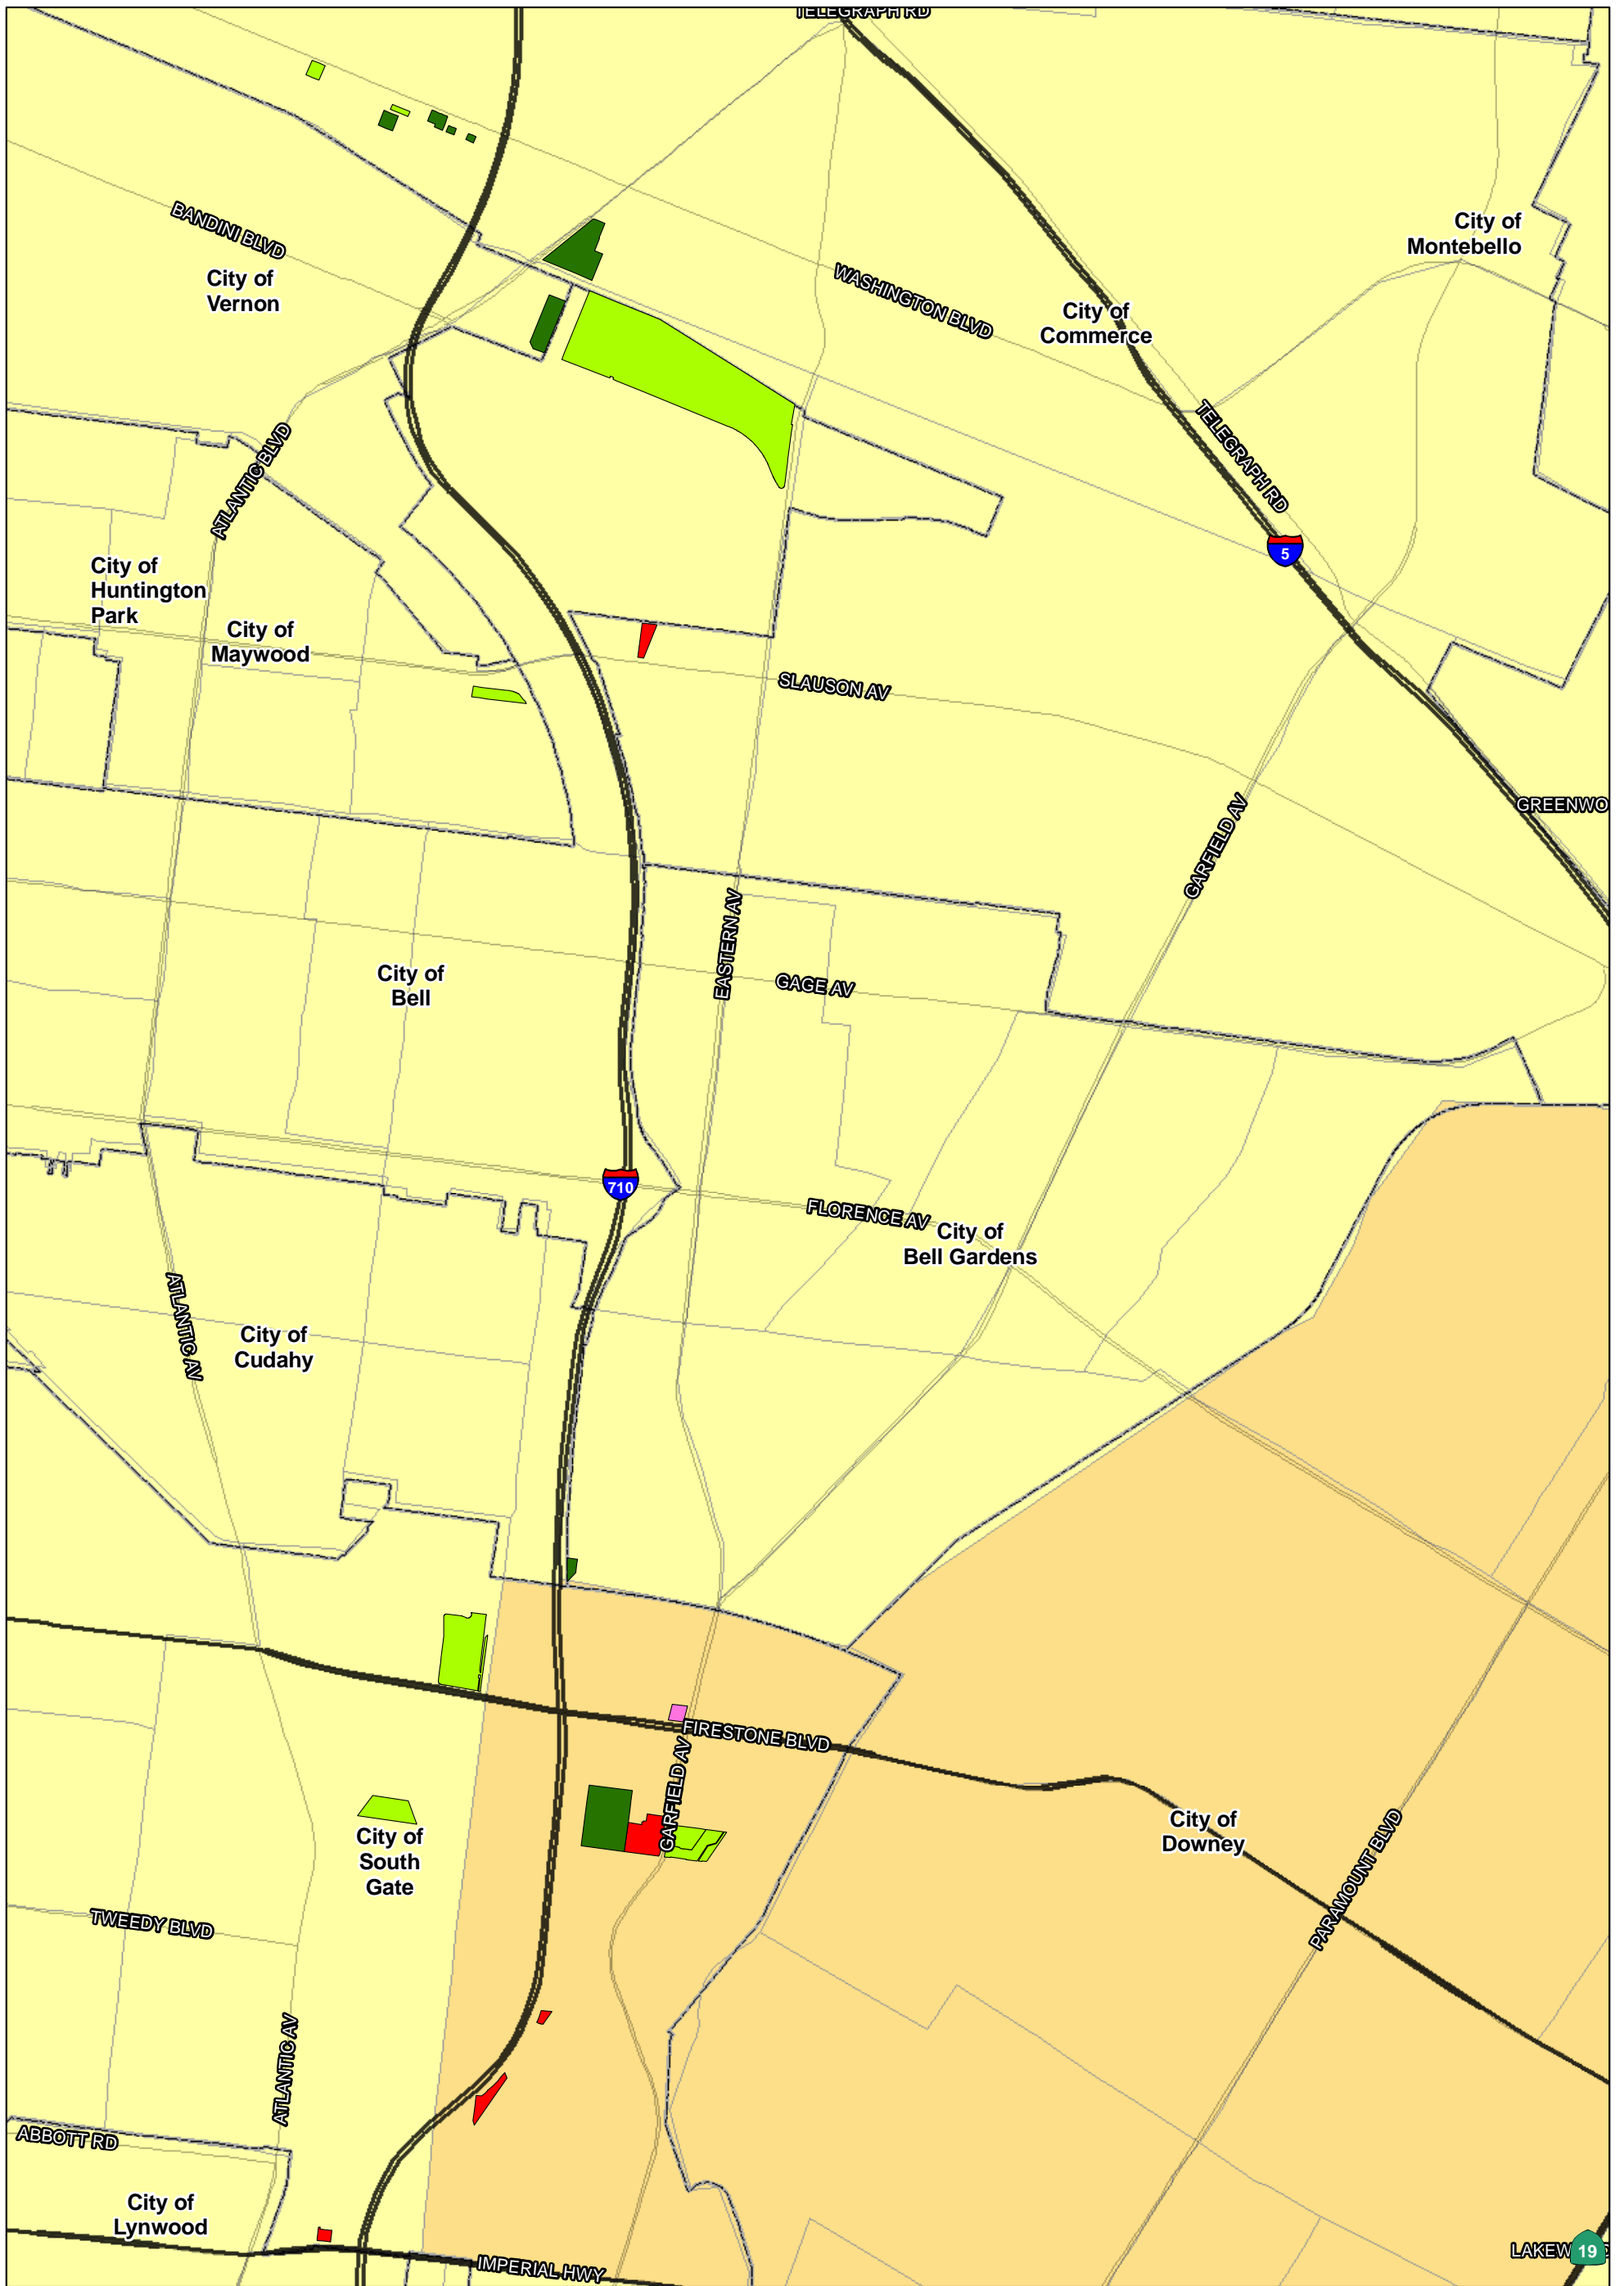 TELEGRAPH RD
BANDINI BLVD
City of
Vernon
City of
Montebello
WASHINGTON BLVD
City of
Commerce
ATLANTIC BLVD
TELEGRAPH RD
5
City of
Huntington
Park
City of
Maywood
SLAUSON AV
GREENWO
GARFIELD AV
EASTERN AV
City of
Bell
GAGE AV
710
FLORENCE AV
City of
Bell Gardens
ATLANTIC AV
City of
Cudahy
FIRESTONE BLVD
GARFIELD AV
City of
Downey
PARAMOUNT BLVD
City of
South
Gate
TWEEDY BLVD
ATLANTIC AV
ABBOTT RD
City of
Lynwood
IMPERIAL HWY
LAKEW
19